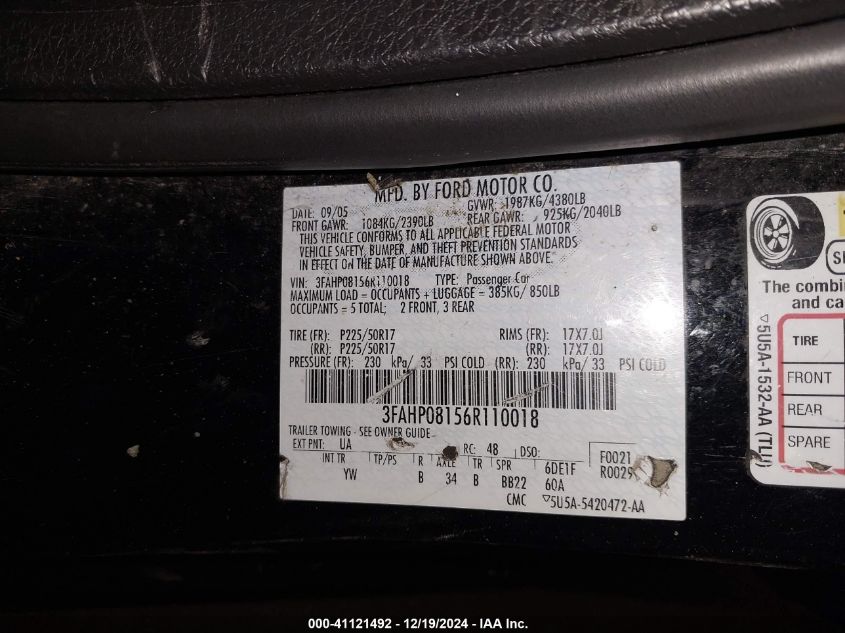 MFD. BY FORD MOTOR CO.
DATE: 09/05 GVWR: 1987KG/4380LB
FRONT GAWR: 1084KG/2390LB REAR GAWR: 925KG/2040LB
THIS VEHICLE CONFORMS TO ALL APPLICABLE FEDERAL MOTOR
VEHICLE SAFETY, BUMPER, AND THEFT PREVENTION STANDARDS
IN EFFECT ON THE DATE OF MANUFACTURE SHOWN ABOVE.
VIN: 3FAHP08156R110018 TYPE: Passenger Car
MAXIMUM LOAD = OCCUPANTS + LUGGAGE = 385KG/ 850LB
OCCUPANTS = 5 TOTAL; 2 FRONT, 3 REAR
TIRE (FR): P225/50R17 RIMS (FR): 17X7.0J
(RR): P225/50R17 (RR): 17X7.0J
PRESSURE (FR): 230 kPa/ 33 PSI COLD (RR): 230 kPa/ 33 PSI COLD
3FAHP08156R110018
TRAILER TOWING - SEE OWNER GUIDE
EXT PNT: UA RC: 48 DSO: F0021
INT TR TP/PS R AXLE TR SPR 6DE1F R0029
YW B 34 B BB22 60A
CMC ▽5U5A-5420472-AA
▽5U5A-1532-AA (TLU)
The combin
and ca
TIRE
FRONT
REAR
SPARE
000-41121492 - 12/19/2024 - IAA Inc.